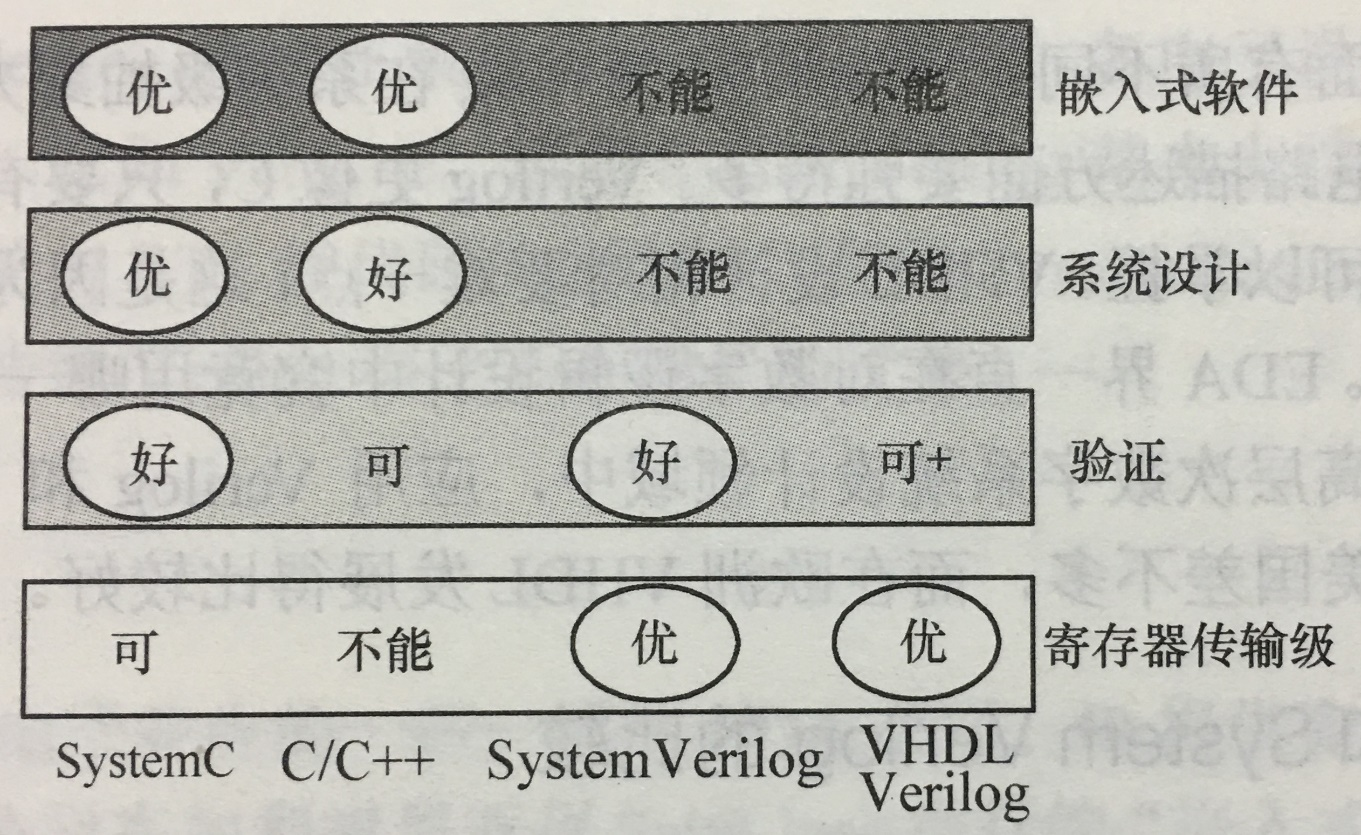 优 优 不能 不能 嵌入式软件
优 好 不能 不能 系统设计
好 可 好 可+ 验证
可 不能 优 优 寄存器传输级
SystemC C/C++ SystemVerilog VHDL
Verilog